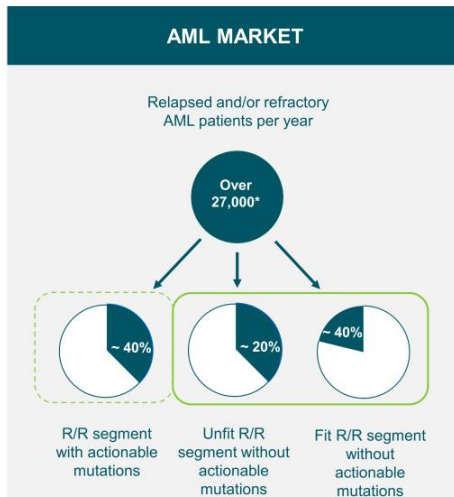 AML MARKET
Relapsed and/or refractory
AML patients per year
Over
27,000*
~ 40%
~ 20%
~ 40%
R/R segment
with actionable
mutations
Unfit R/R
segment without
actionable
mutations
Fit R/R segment
without
actionable
mutations